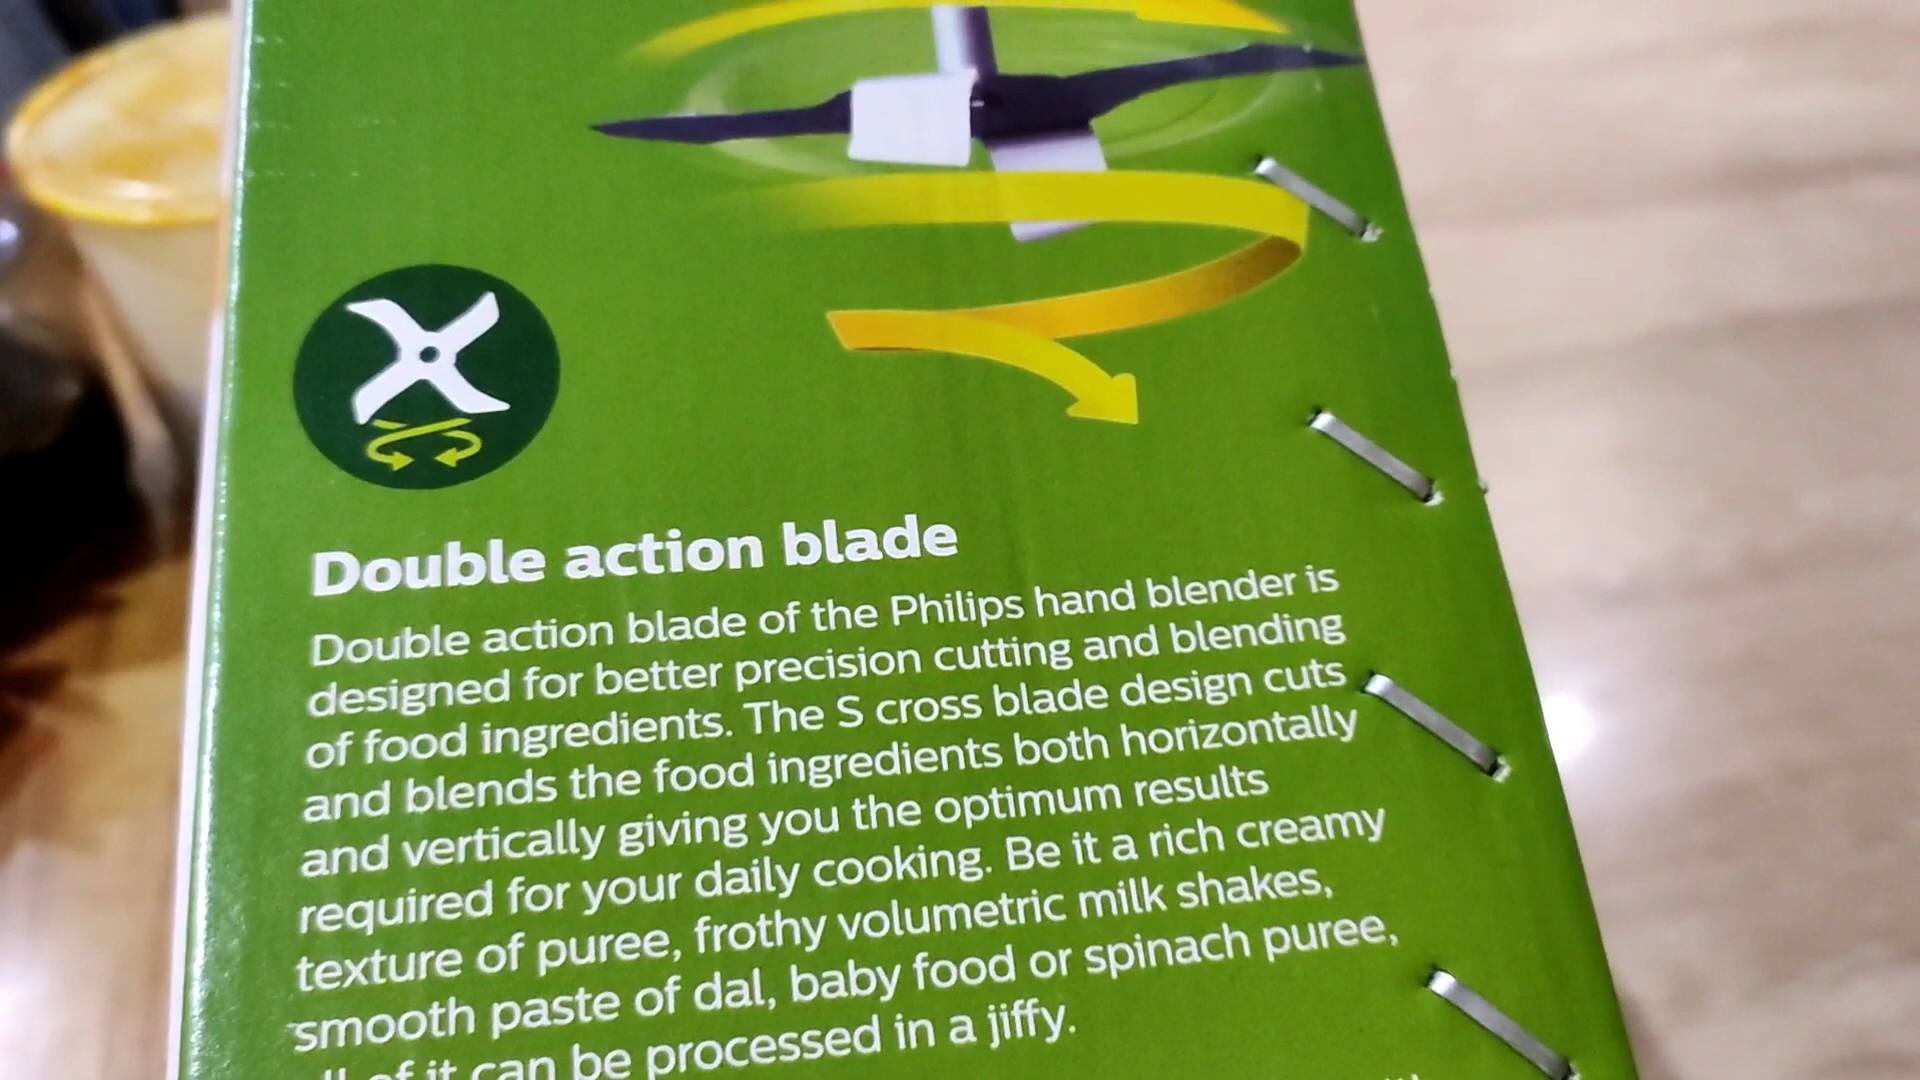 Double action blade
Double action blade of the Philips hand blender is
designed for better precision cutting and blending
of food ingredients. The S cross blade design cuts
and blends the food ingredients both horizontally
and vertically giving you the optimum results
required for your daily cooking. Be it a rich creamy
texture of puree, frothy volumetric milk shakes,
smooth paste of dal, baby food or spinach puree,
all of it can be processed in a jiffy.